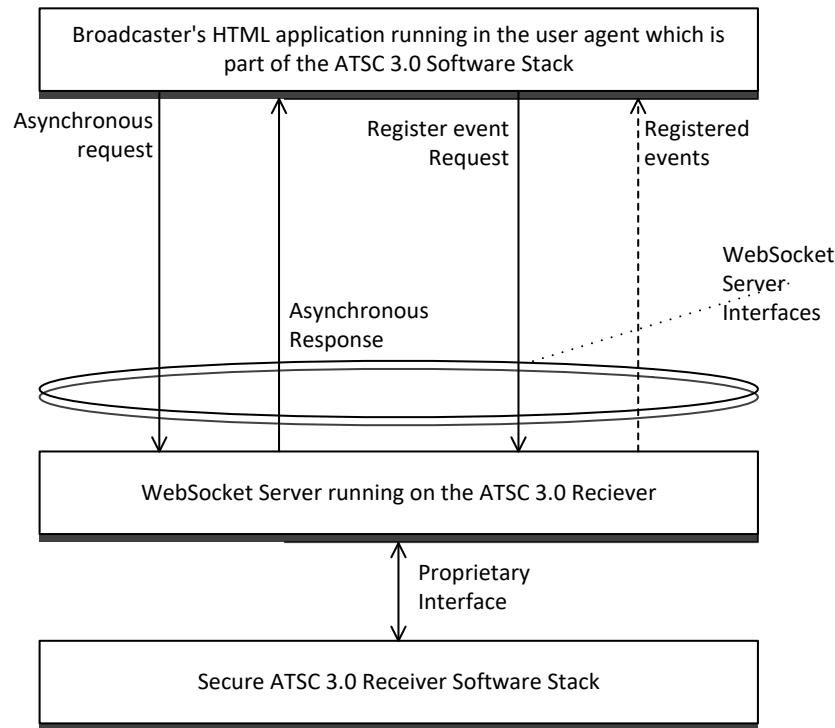 Broadcaster's HTML application running in the user agent which is
part of the ATSC 3.0 Software Stack
Asynchronous
request
Register event
Request
Registered
events
WebSocket
Server
Interfaces
Asynchronous
Response
WebSocket Server running on the ATSC 3.0 Reciever
Proprietary
Interface
Secure ATSC 3.0 Receiver Software Stack